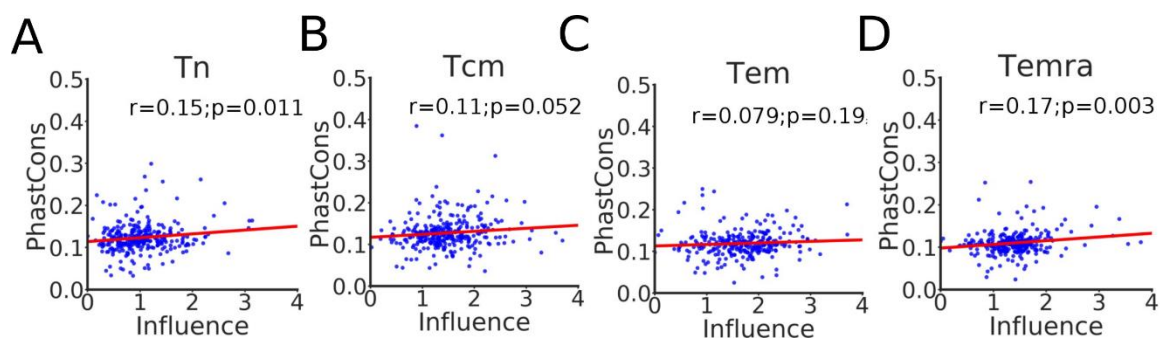 A
B
C
D
Tn
Tcm
Tem
Temra
r=0.15;p=0.011
r=0.11;p=0.052
r=0.079;p=0.19
r=0.17;p=0.003
PhastCons
0.5
0.4
0.3
0.2
0.1
0.0
0 1 2 3 4
Influence
PhastCons
0.5
0.4
0.3
0.2
0.1
0.0
0 1 2 3 4
Influence
PhastCons
0.5
0.4
0.3
0.2
0.1
0.0
0 1 2 3 4
Influence
PhastCons
0.5
0.4
0.3
0.2
0.1
0.0
0 1 2 3 4
Influence